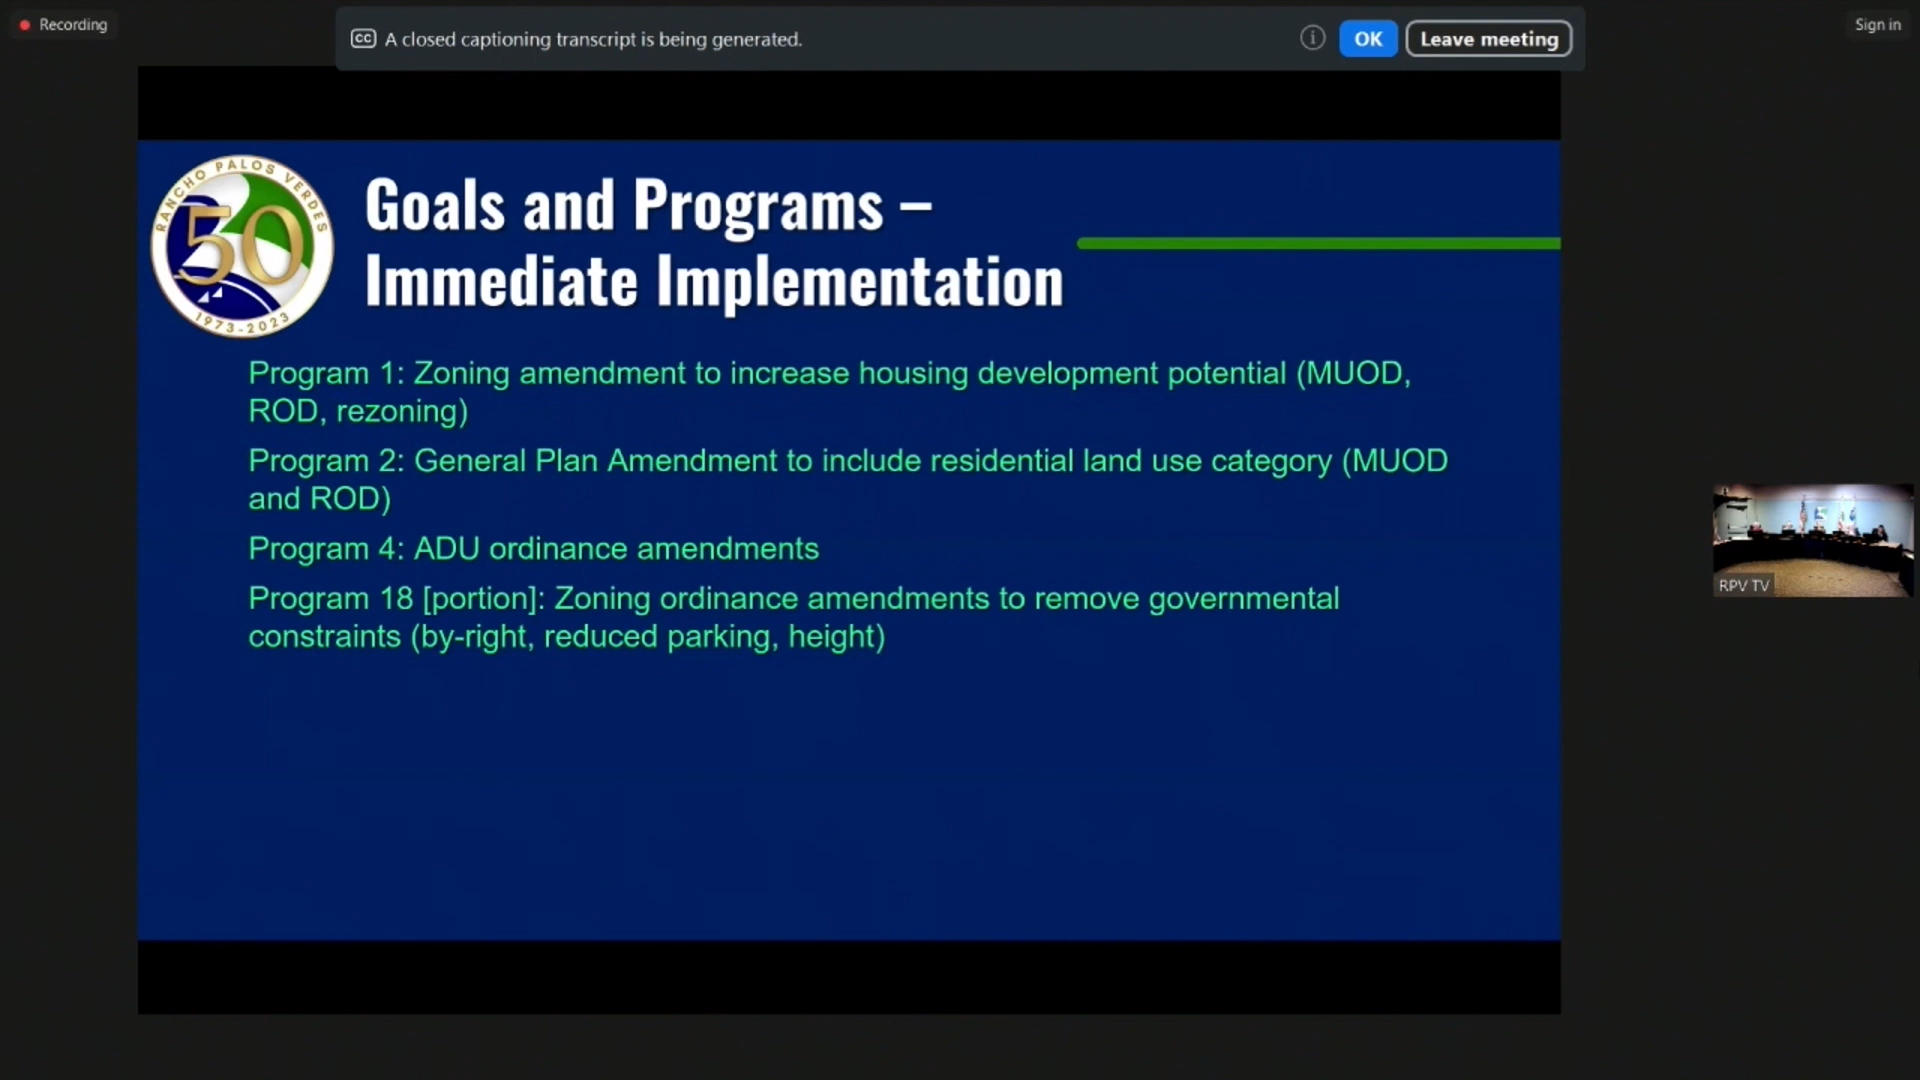 Recording
CC A closed captioning transcript is being generated.
OK
Leave meeting
Sign in
RANCHO PALOS VERDES
50
1973-2023
Goals and Programs –
Immediate Implementation
Program 1: Zoning amendment to increase housing development potential (MUOD,
ROD, rezoning)
Program 2: General Plan Amendment to include residential land use category (MUOD
and ROD)
Program 4: ADU ordinance amendments
Program 18 [portion]: Zoning ordinance amendments to remove governmental
constraints (by-right, reduced parking, height)
RPV TV